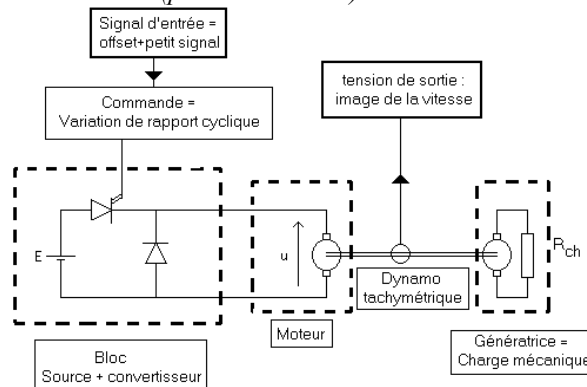 Signal d'entrée =
offset+petit signal
Commande =
Variation de rapport cyclique
tension de sortie :
image de la vitesse
E
u
Dynamo
tachymétrique
R ch
Moteur
Bloc
Source + convertisseur
Génératrice =
Charge mécanique